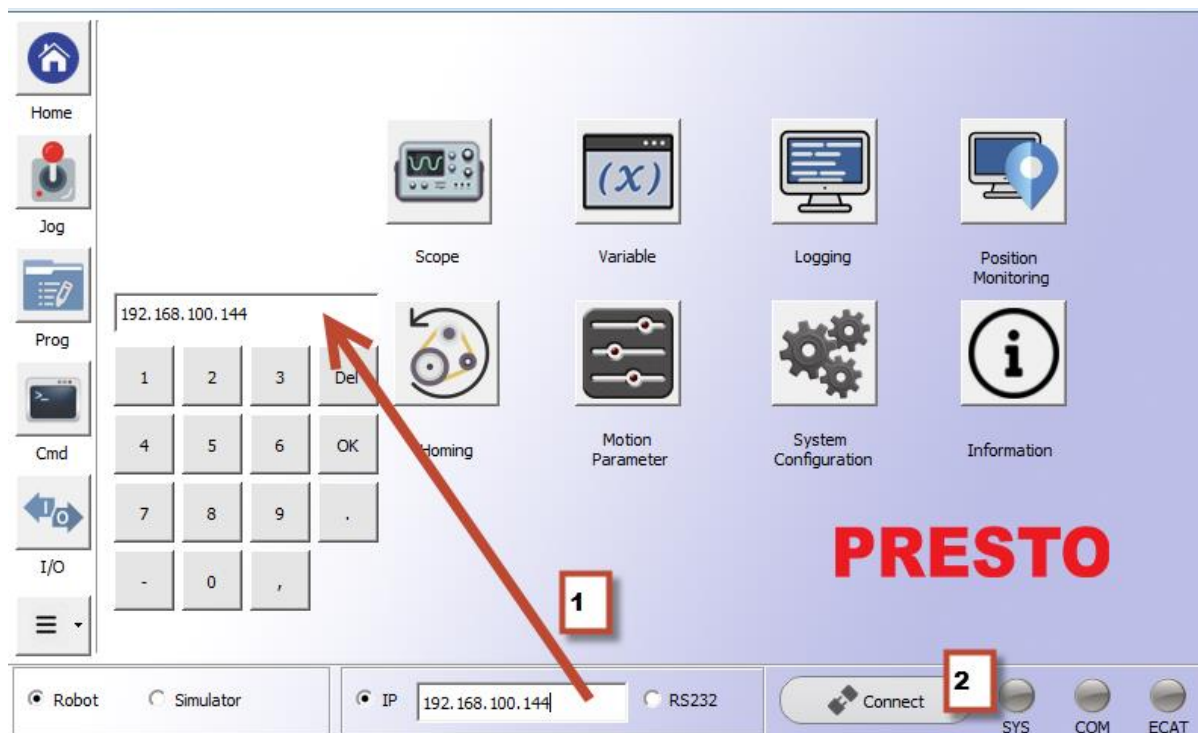 Home
Jog
Prog
Cmd
I/O
Scope
Variable
(x)
Logging
Position
Monitoring
192.168.100.144
1 2 3 Del
4 5 6 OK
7 8 9 .
- 0 ,
Homing
Motion
Parameter
System
Configuration
i
Information
PRESTO
1
Robot Simulator IP 192.168.100.144 RS232 Connect 2
SYS COM ECAT